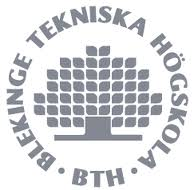 BLEKINGE TEKNISKA HÖGSKOLA
· BTH ·